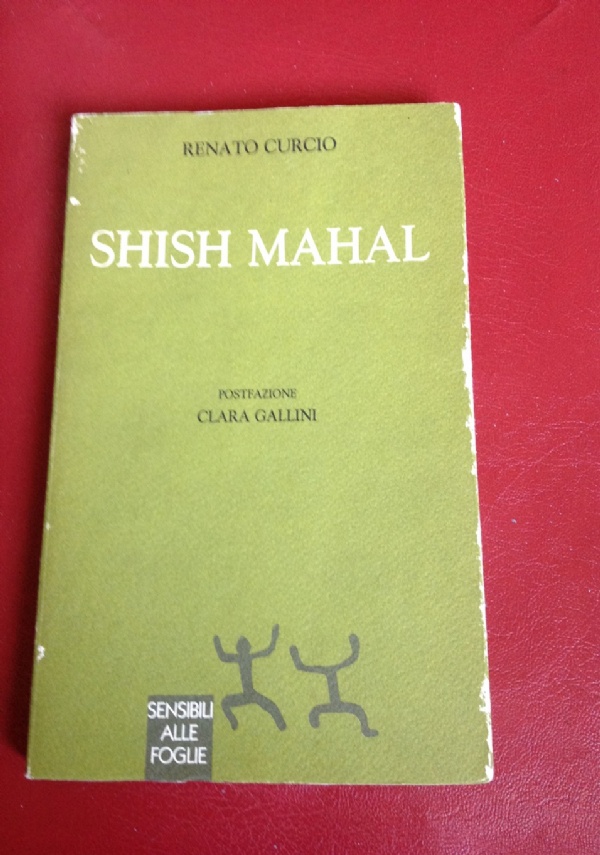 RENATO CURCIO
SHISH MAHAL
POSTFAZIONE
CLARA GALLINI
SENSIBILI
ALLE
FOGLIE